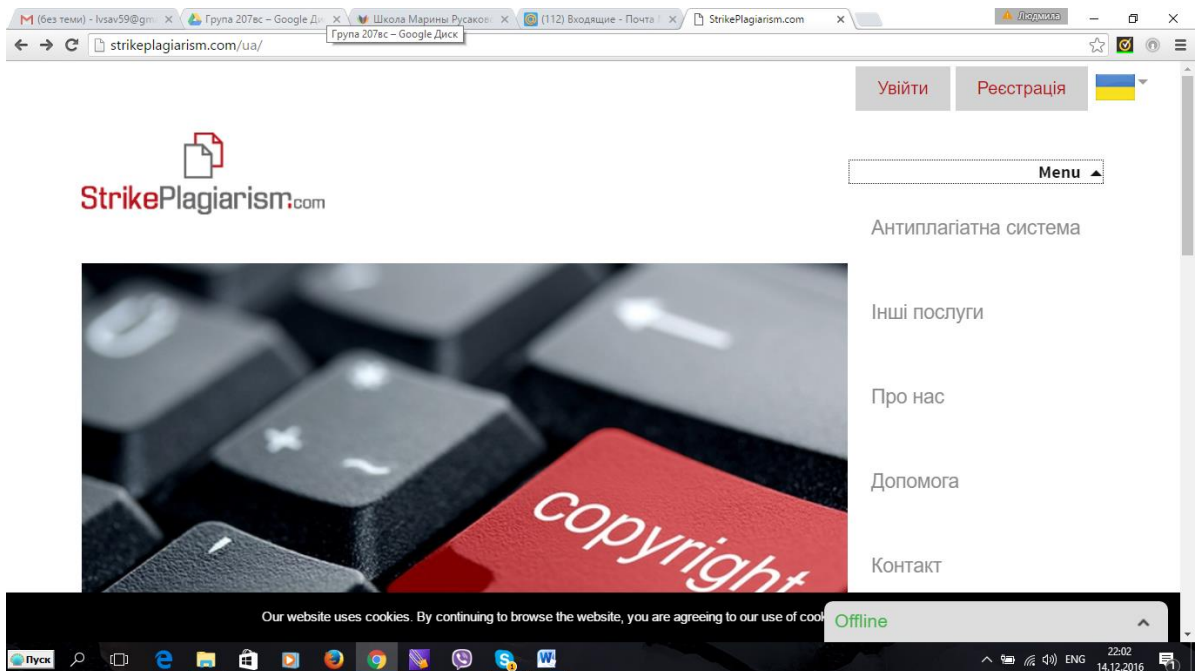 (без теми) - lvsav59@gm
Група 207вс – Google Ди
Школа Марины Русаков
(112) Входящие - Почта
StrikePlagiarism.com
Людмила
Група 207вс – Google Диск
strikeplagiarism.com/ua/
Увійти
Реєстрація
StrikePlagiarism.com
Menu
Антиплагіатна система
Інші послуги
Про нас
Допомога
Контакт
copyright
Our website uses cookies. By continuing to browse the website, you are agreeing to our use of cook
Offline
Пуск
ENG
22:02
14.12.2016